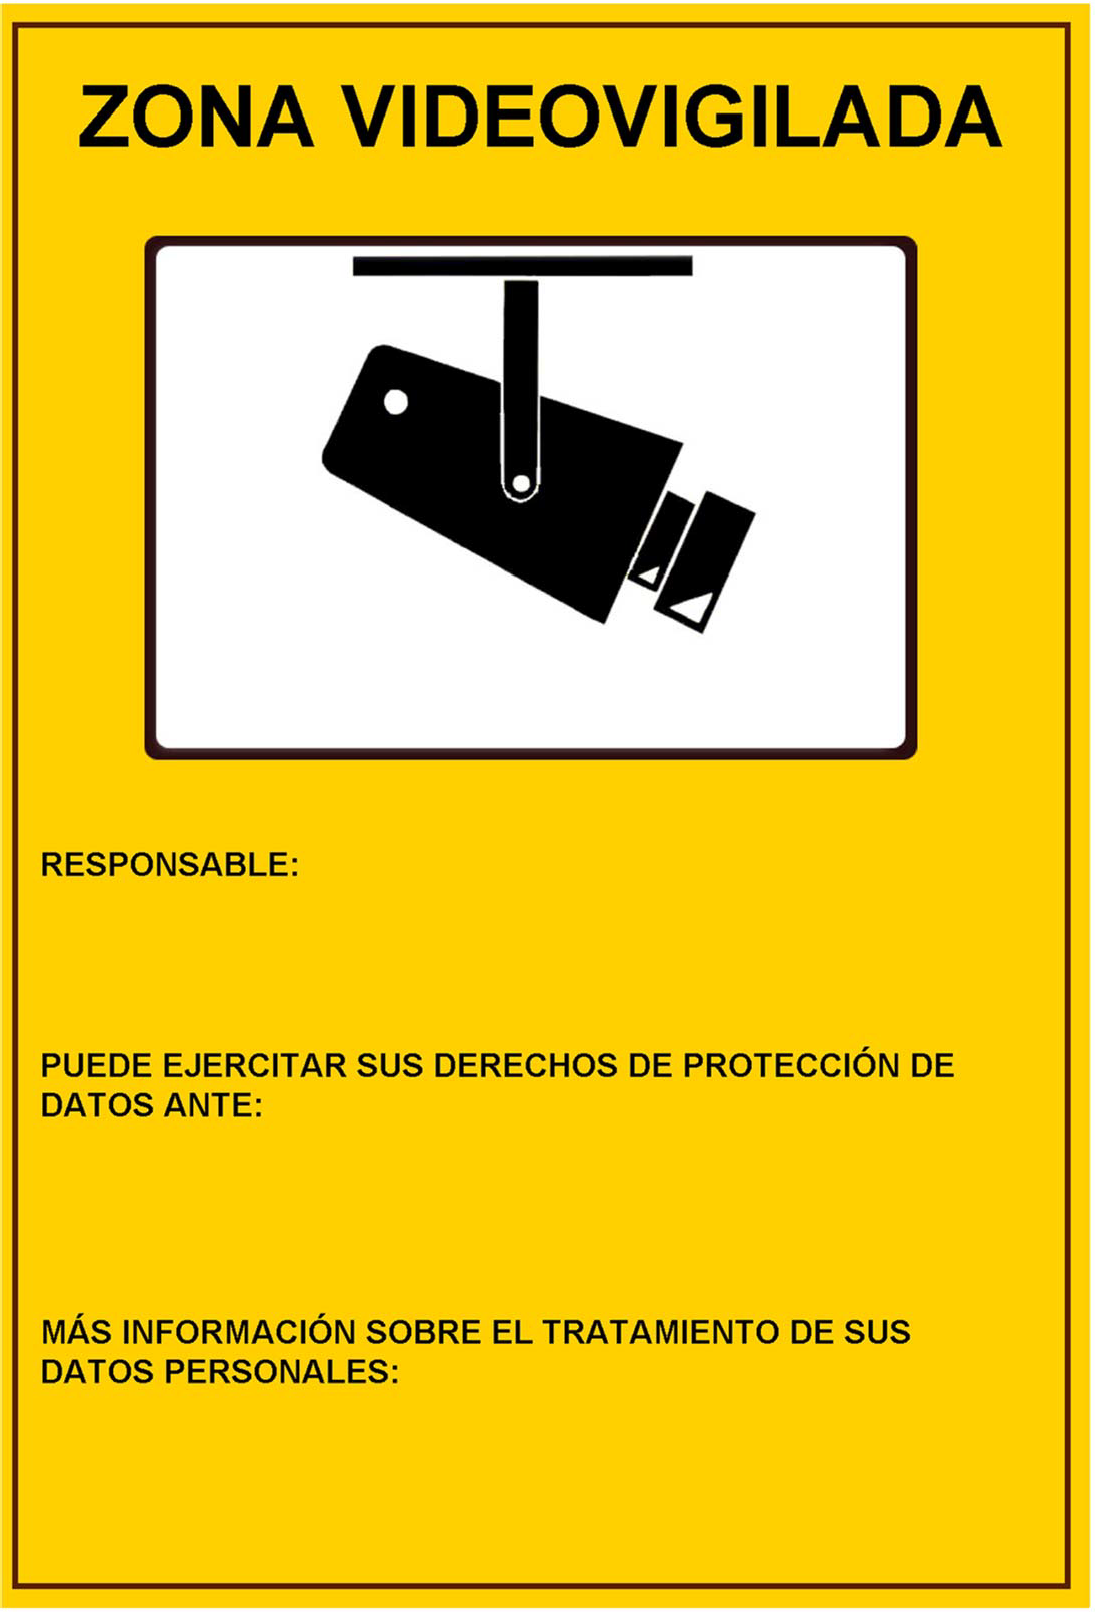 ZONA VIDEOVIGILADA
RESPONSABLE:
PUEDE EJERCITAR SUS DERECHOS DE PROTECCIÓN DE
DATOS ANTE:
MÁS INFORMACIÓN SOBRE EL TRATAMIENTO DE SUS
DATOS PERSONALES: